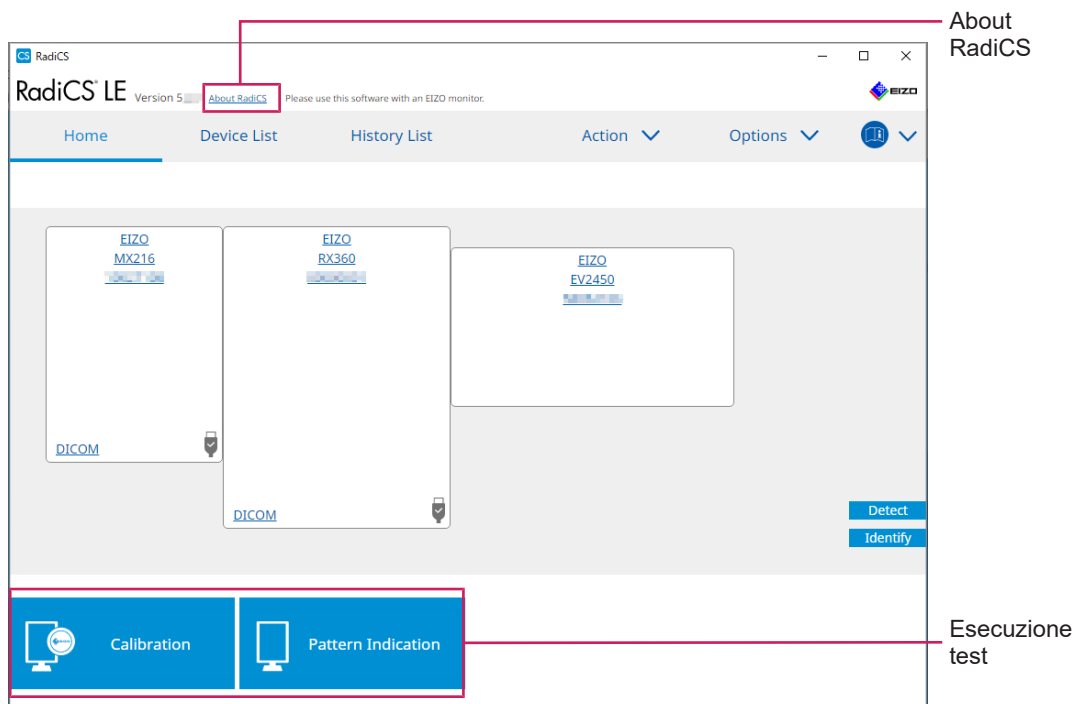 About
RadiCS
CS RadiCS
RadiCS® LE Version 5 About RadiCS Please use this software with an EIZO monitor. EIZO
Home Device List History List Action Options
EIZO
MX216
EIZO
RX360
EIZO
EV2450
DICOM
DICOM
Detect
Identify
Calibration Pattern Indication
Esecuzione
test